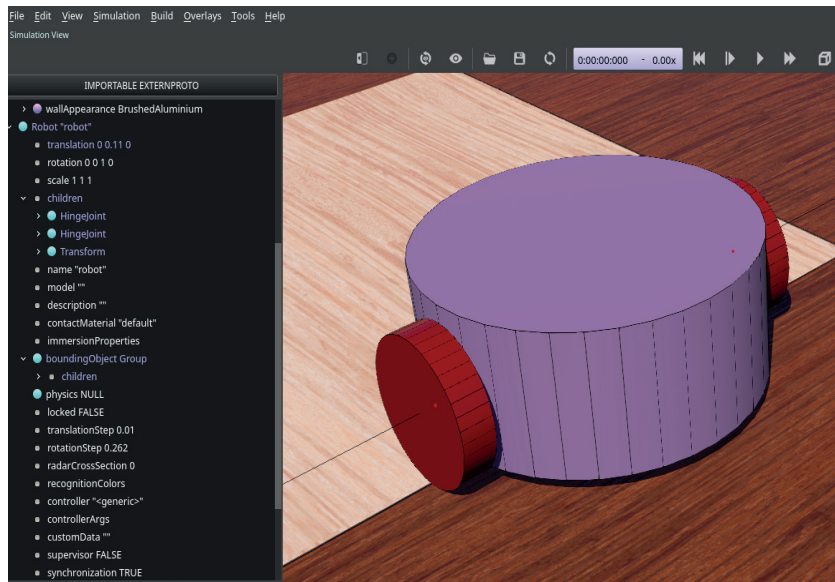 File Edit View Simulation Build Overlays Tools Help
Simulation View
0:00:00:000 - 0.00x
IMPORTABLE EXTERNPROTO
wallAppearance BrushedAluminium
Robot "robot"
translation 0 0.11 0
rotation 0 0 1 0
scale 1 1 1
children
HingeJoint
HingeJoint
Transform
name "robot"
model ""
description ""
contactMaterial "default"
immersionProperties
boundingObject Group
children
physics NULL
locked FALSE
translationStep 0.01
rotationStep 0.262
radarCrossSection 0
recognitionColors
controller "<generic>"
controllerArgs
customData ""
supervisor FALSE
synchronization TRUE